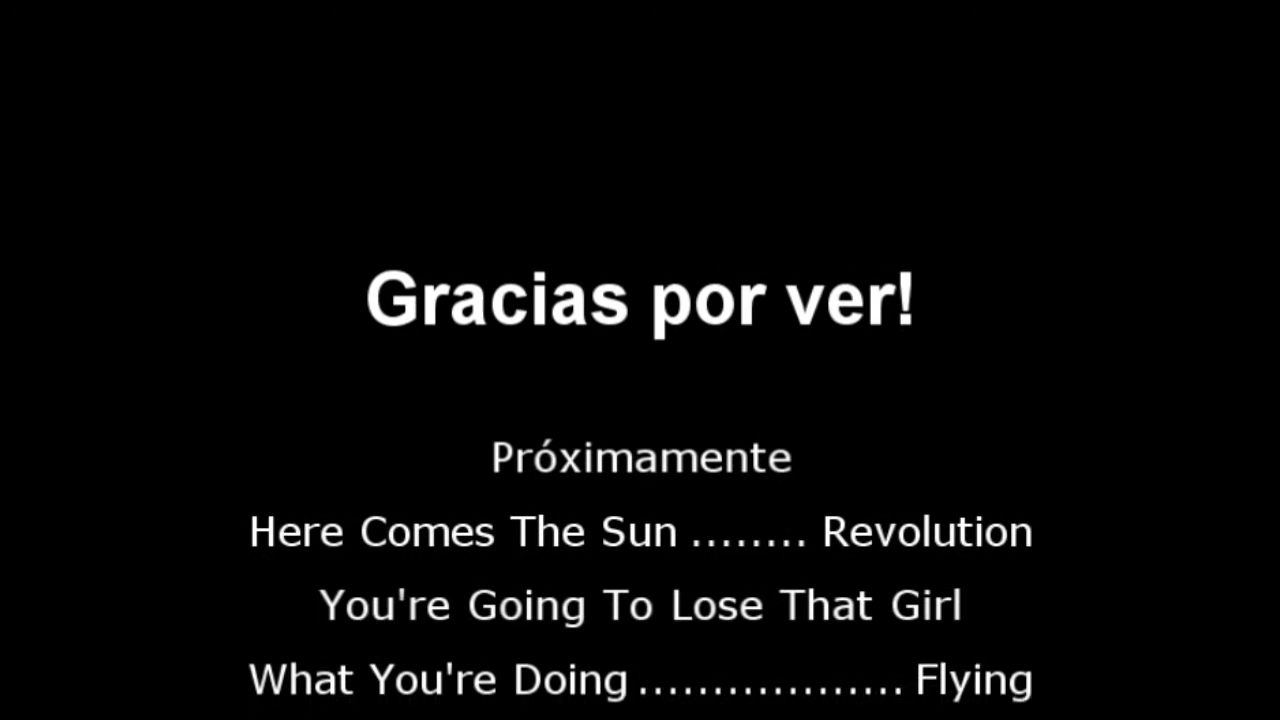 Gracias por ver!
Próximamente
Here Comes The Sun ........ Revolution
You're Going To Lose That Girl
What You're Doing .................. Flying